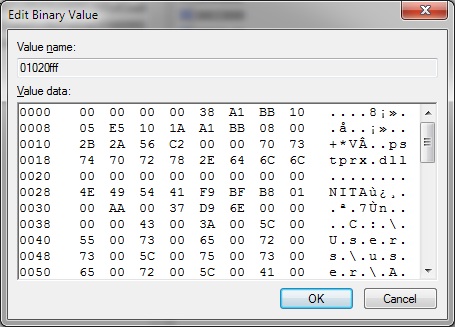 Edit Binary Value
Value name:
01020fff
Value data:
0000 00 00 00 00 38 A1 BB 10 ....8¡».
0008 05 E5 10 1A A1 BB 08 00 .å..¡»..
0010 2B 2A 56 C2 00 00 70 73 +*VÂ..ps
0018 74 70 72 78 2E 64 6C 6C tprx.dll
0020 00 00 00 00 00 00 00 00 ........
0028 4E 49 54 41 F9 BF B8 01 NITAù¿¸.
0030 00 AA 00 37 D9 6E 00 00 .ª.7Ùn..
0038 00 00 43 00 3A 00 5C 00 ..C.:.\.
0040 55 00 73 00 65 00 72 00 U.s.e.r.
0048 73 00 5C 00 75 00 73 00 s.\.u.s.
0050 65 00 72 00 5C 00 41 00 e.r.\.A.
OK Cancel